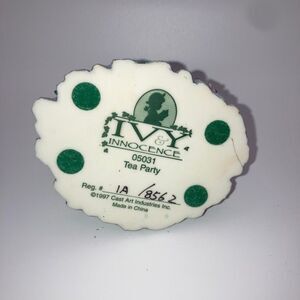 IVY
&
INNOCENCE
05031
Tea Party
Reg. # 1A /8562
©1997 Cast Art Industries Inc.
Made in China